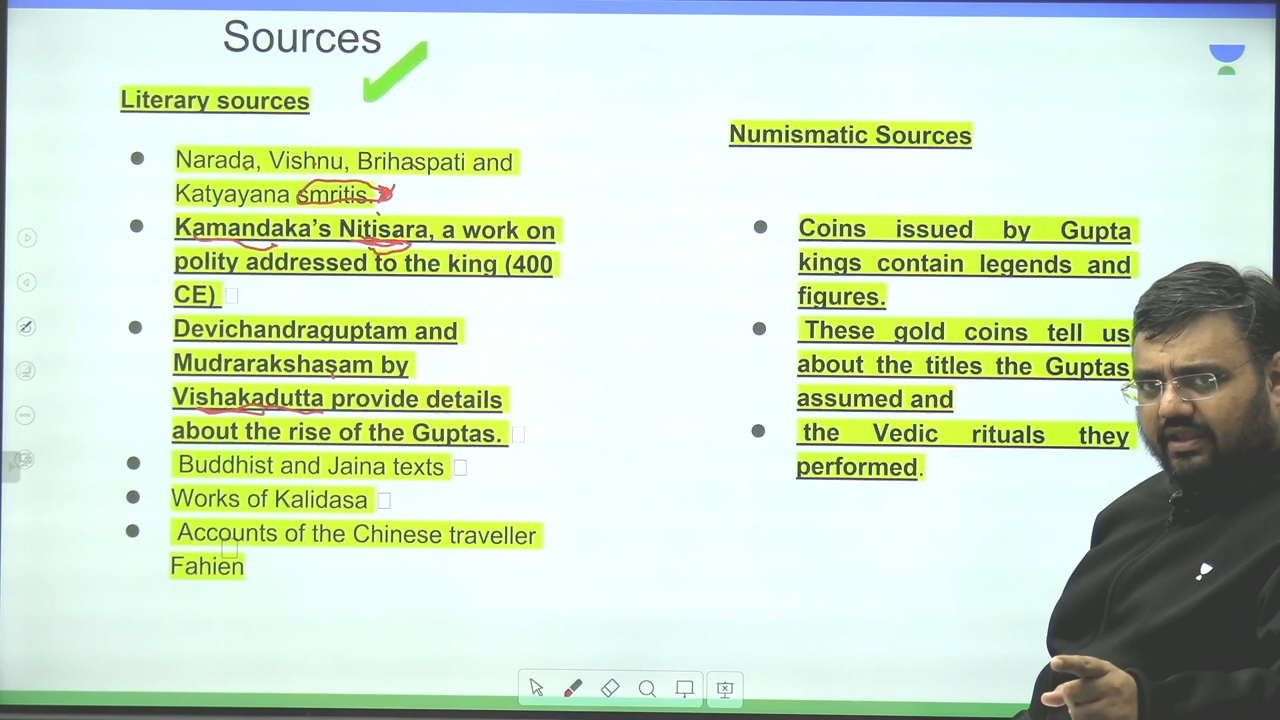 Sources
Literary sources
Narada, Vishnu, Brihaspati and
Katyayana smritis.
Kamandaka's Nitisara, a work on
polity addressed to the king (400
CE)
Devichandraguptam and
Mudrarakshasam by
Vishakadutta provide details
about the rise of the Guptas.
Buddhist and Jaina texts
Works of Kalidasa
Accounts of the Chinese traveller
Fahien
Numismatic Sources
Coins issued by Gupta
kings contain legends and
figures.
These gold coins tell us
about the titles the Guptas
assumed and
the Vedic rituals they
performed.